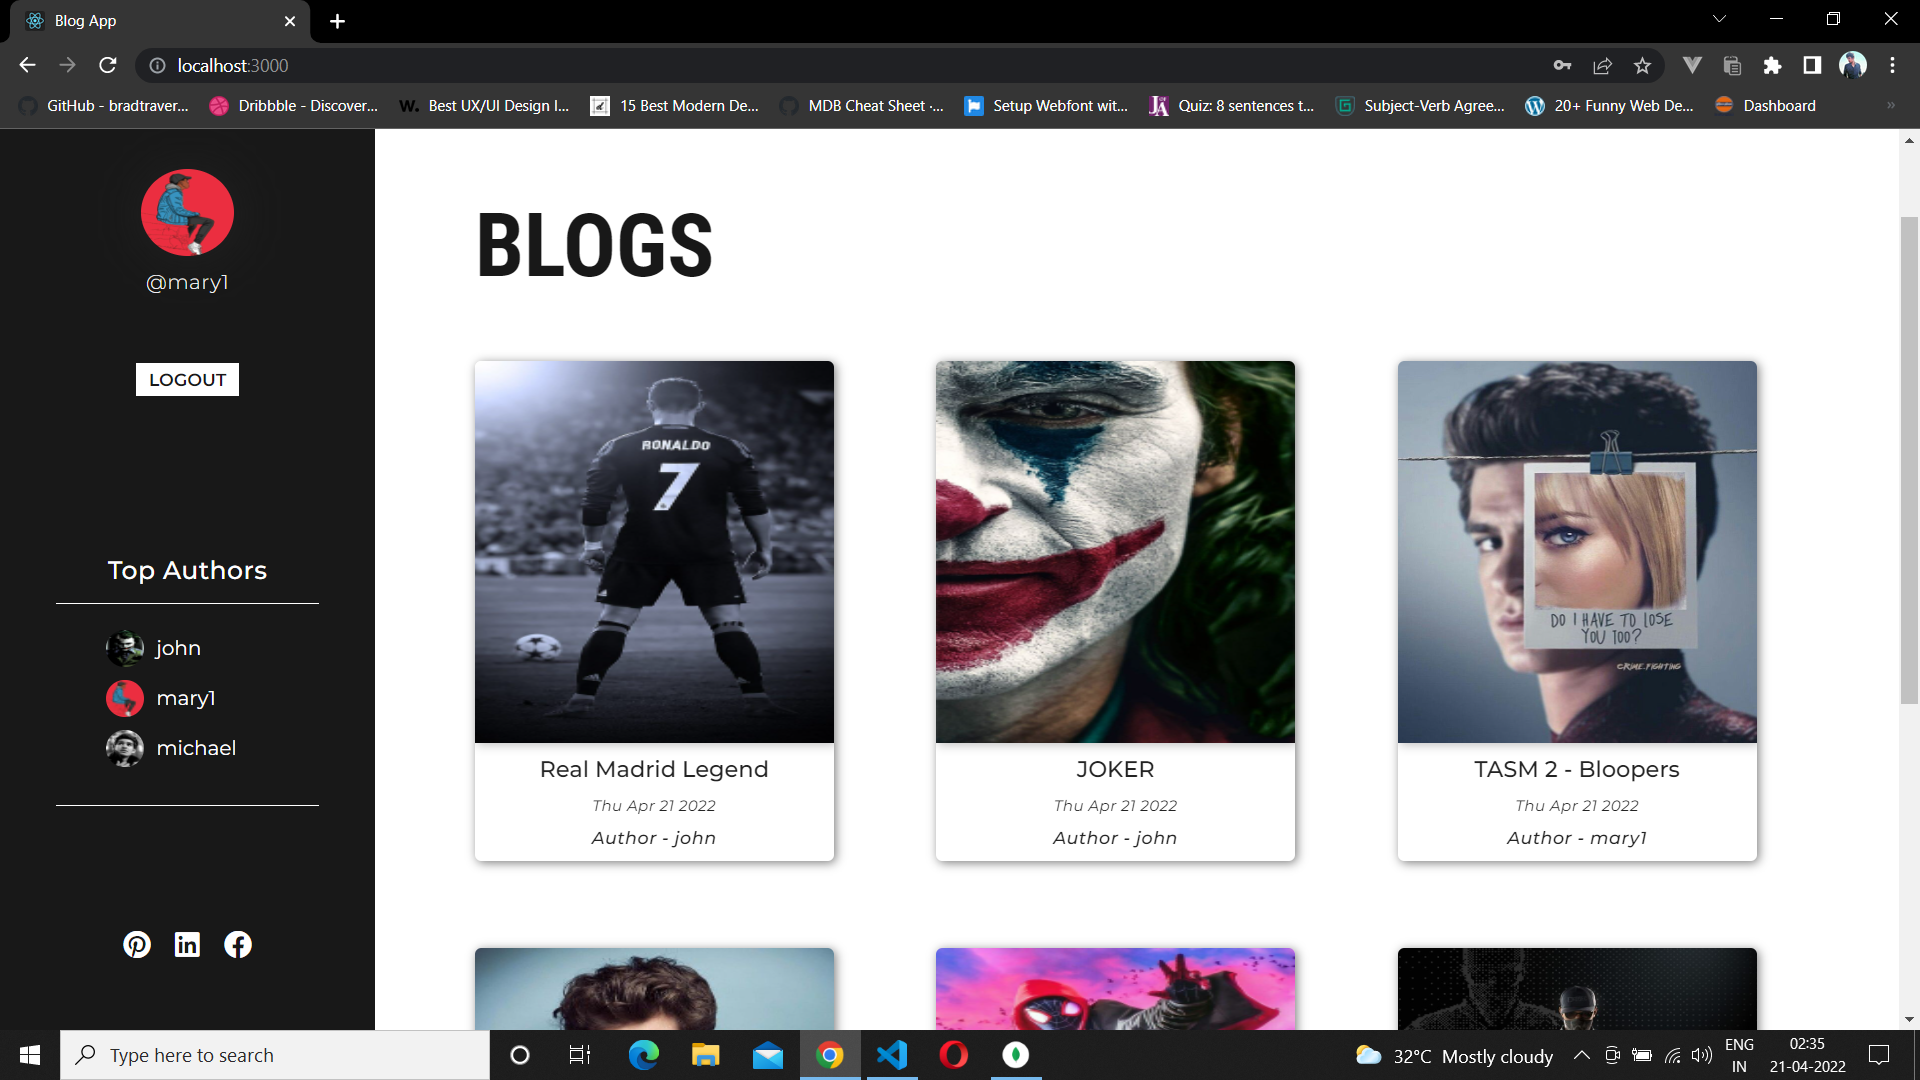 Blog App
localhost:3000
GitHub - bradtraver...
Dribbble - Discover...
W. Best UX/UI Design I...
15 Best Modern De...
MDB Cheat Sheet ·...
Setup Webfont wit...
JA Quiz: 8 sentences t...
Subject-Verb Agree...
20+ Funny Web De...
Dashboard
»
@mary1
LOGOUT
Top Authors
john
mary1
michael
BLOGS
RONALDO
7
Real Madrid Legend
Thu Apr 21 2022
Author - john
JOKER
Thu Apr 21 2022
Author - john
DO I HAVE TO LOSE
YOU TOO?
CRIME.FIGHTING
TASM 2 - Bloopers
Thu Apr 21 2022
Author - mary1
Type here to search
32°C Mostly cloudy
ENG
IN
02:35
21-04-2022